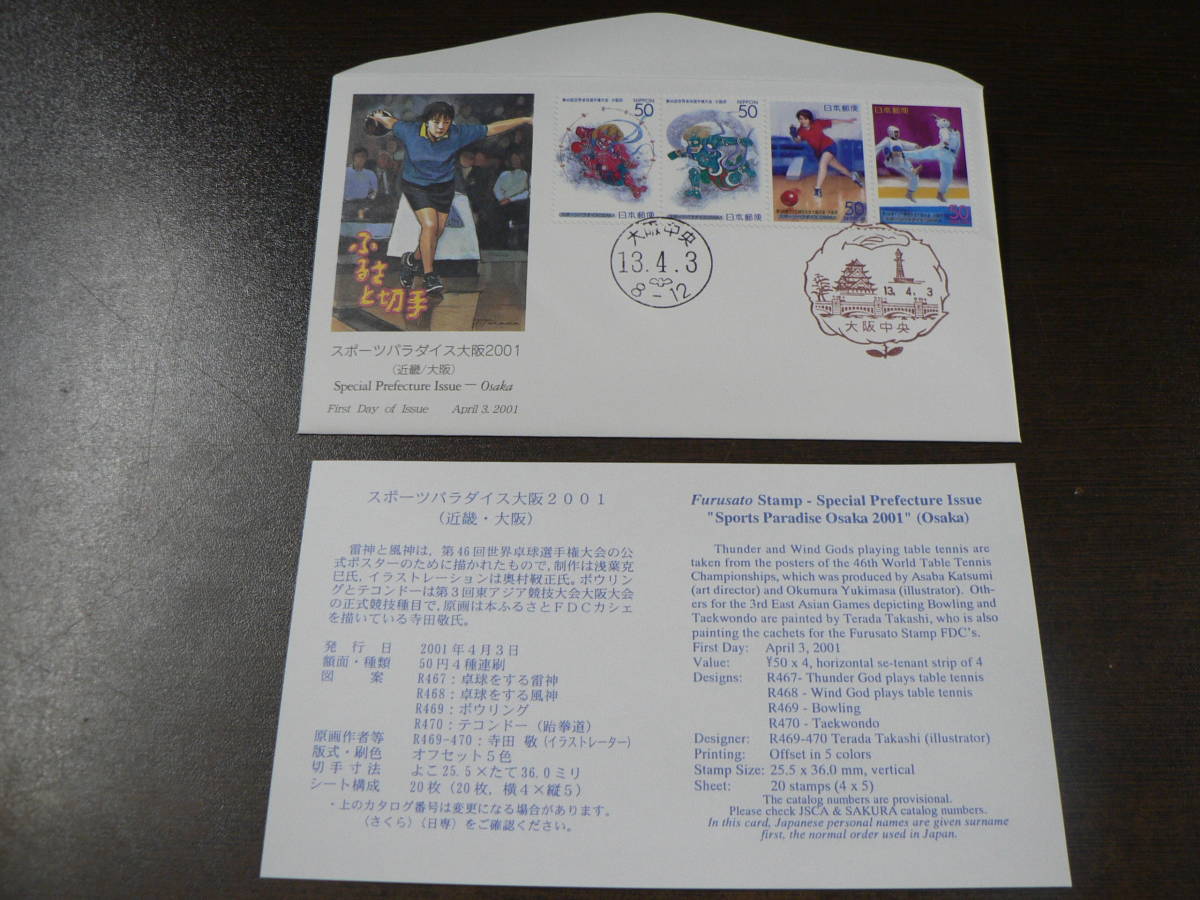 ふるさと切手
スポーツパラダイス大阪2001
(近畿/大阪)
Special Prefecture Issue — Osaka
First Day of Issue April 3, 2001
NIPPON 50
日本郵便
NIPPON 50
日本郵便
日本郵便
50
日本郵便
50
大阪中央
13.4.3
8-12
13.4.3
大阪中央
スポーツパラダイス大阪2001
(近畿・大阪)
雷神と風神は,第46回世界卓球選手権大会の公
式ポスターのために描かれたもので,制作は浅葉克
巳氏,イラストレーションは奥村靫正氏。ボウリン
グとテコンドーは第3回東アジア競技大会大阪大会
の正式競技種目で,原画は本ふるさとFDCカシェ
を描いている寺田敬氏。
発行日 2001年4月3日
額面・種類 50円4種連刷
図案 R467:卓球をする雷神
R468:卓球をする風神
R469:ボウリング
R470:テコンドー(跆拳道)
原画作者等 R469-470:寺田 敬(イラストレーター)
版式・刷色 オフセット5色
切手寸法 よこ25.5×たて36.0ミリ
シート構成 20枚(20枚,横4×縦5)
・上のカタログ番号は変更になる場合があります。
(さくら)(日専)をご確認ください。
Furusato Stamp - Special Prefecture Issue
"Sports Paradise Osaka 2001" (Osaka)
Thunder and Wind Gods playing table tennis are
taken from the posters of the 46th World Table Tennis
Championships, which was produced by Asaba Katsumi
(art director) and Okumura Yukimasa (illustrator). Oth-
ers for the 3rd East Asian Games depicting Bowling and
Taekwondo are painted by Terada Takashi, who is also
painting the cachets for the Furusato Stamp FDC's.
First Day: April 3, 2001
Value: ¥50 x 4, horizontal se-tenant strip of 4
Designs: R467- Thunder God plays table tennis
R468 - Wind God plays table tennis
R469 - Bowling
R470 - Taekwondo
Designer: R469-470 Terada Takashi (illustrator)
Printing: Offset in 5 colors
Stamp Size: 25.5 x 36.0 mm, vertical
Sheet: 20 stamps (4 x 5)
The catalog numbers are provisional.
Please check JSCA & SAKURA catalog numbers.
In this card, Japanese personal names are given surname
first, the normal order used in Japan.